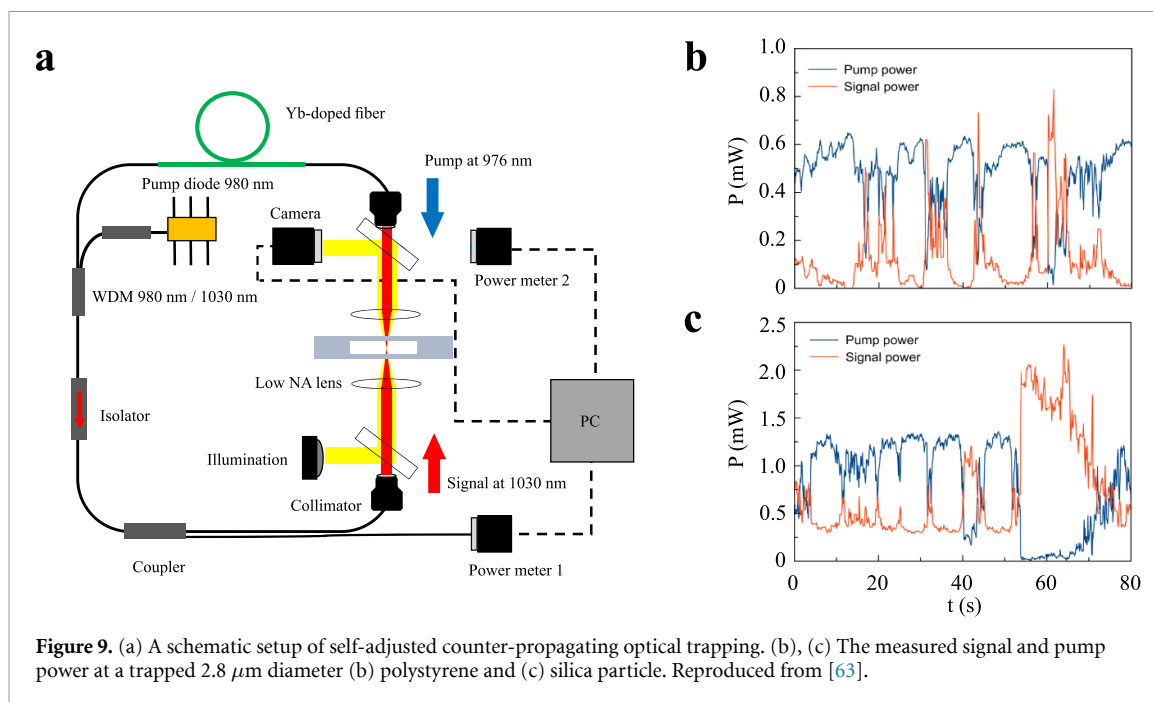 a
Yb-doped fiber
Pump diode 980 nm
Camera
Pump at 976 nm
Power meter 2
WDM 980 nm / 1030 nm
Low NA lens
Isolator
PC
Illumination
Signal at 1030 nm
Collimator
Coupler
Power meter 1
b
1.0
0.8
0.6
0.4
0.2
0
P (mW)
Pump power
Signal power
c
2.5
2.0
1.5
1.0
0.5
0
P (mW)
Pump power
Signal power
0 20 40 60 80
t (s)
Figure 9. (a) A schematic setup of self-adjusted counter-propagating optical trapping. (b), (c) The measured signal and pump
power at a trapped 2.8 μm diameter (b) polystyrene and (c) silica particle. Reproduced from [63].